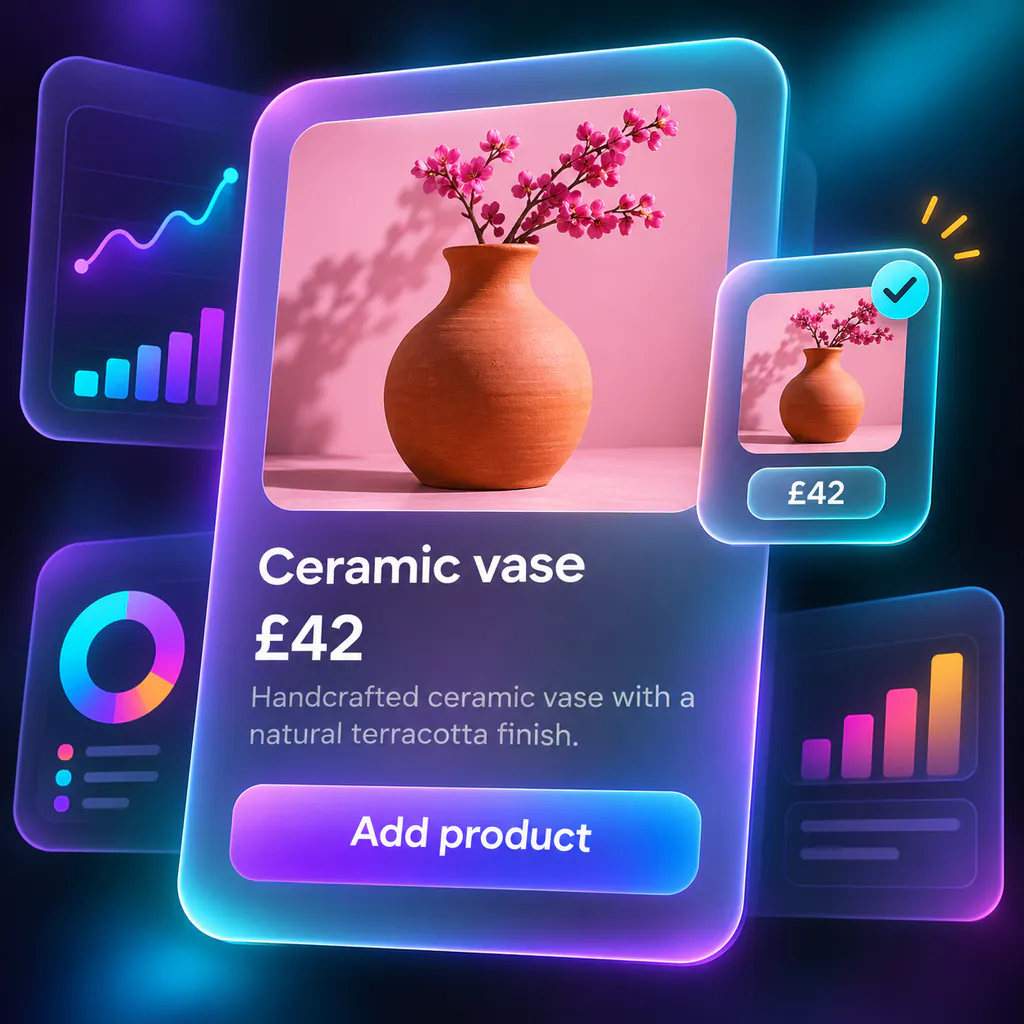 Ceramic vase
£42
Handcrafted ceramic vase with a
natural terracotta finish.
Add product
£42